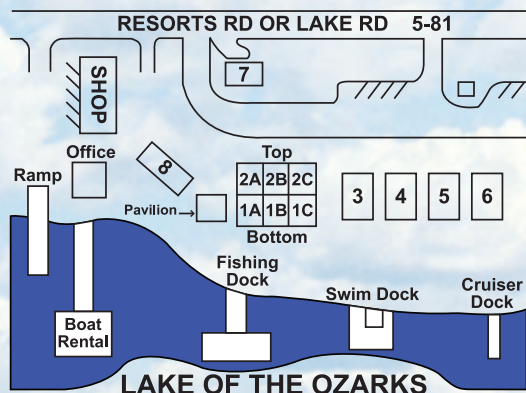 RESORTS RD OR LAKE RD 5-81
7
SHOP
Office
8
Top
2A 2B 2C
1A 1B 1C
Bottom
3 4 5 6
Ramp
Pavilion→
Fishing
Dock
Swim Dock
Cruiser
Dock
Boat
Rental
LAKE OF THE OZARKS